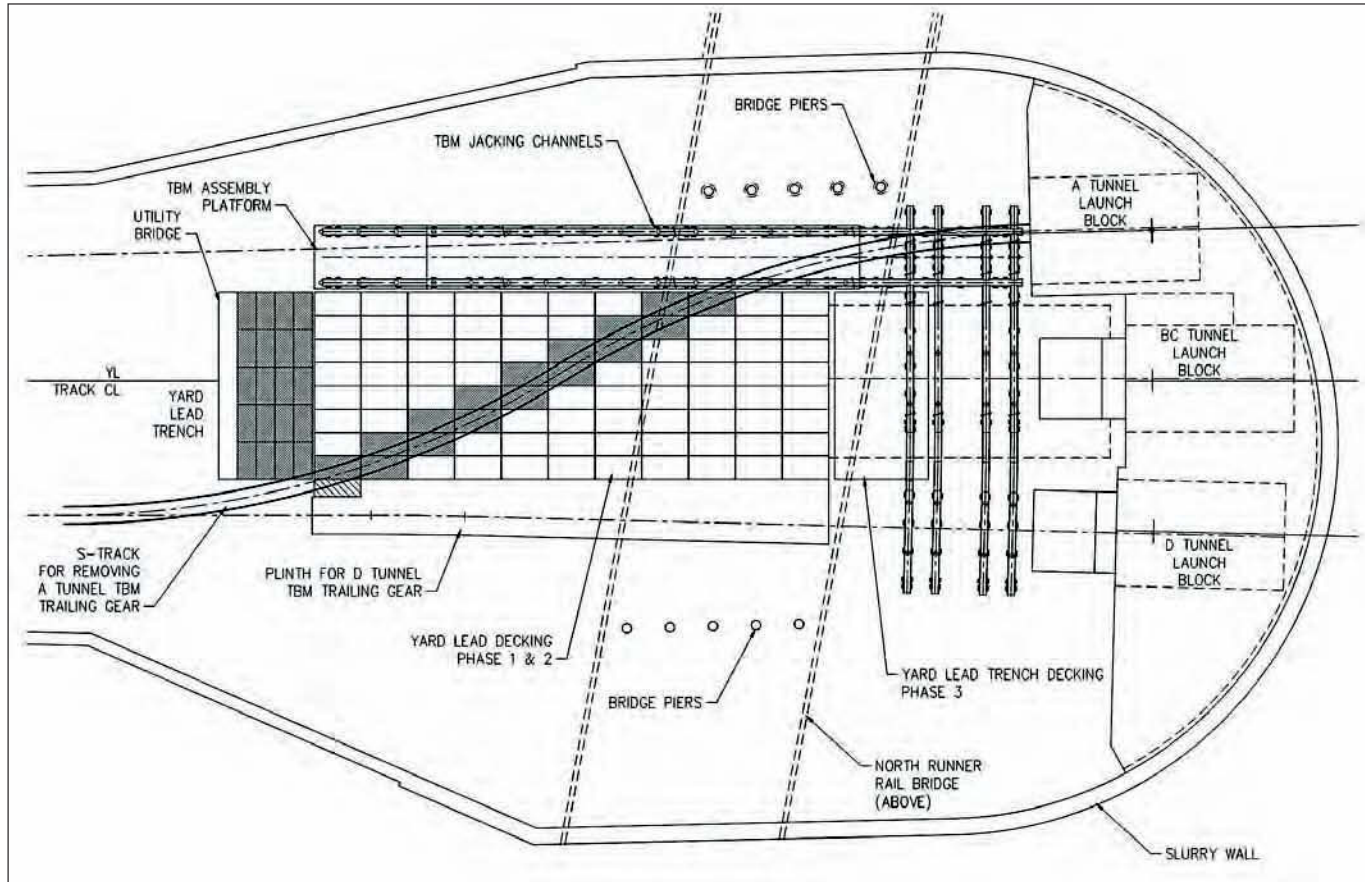 BRIDGE PIERS
TBM JACKING CHANNELS
TBM ASSEMBLY
PLATFORM
UTILITY
BRIDGE
A TUNNEL
LAUNCH
BLOCK
BC TUNNEL
LAUNCH
BLOCK
YL
TRACK CL
YARD
LEAD
TRENCH
S-TRACK
FOR REMOVING
A TUNNEL TBM
TRAILING GEAR
PLINTH FOR D TUNNEL
TBM TRAILING GEAR
D TUNNEL
LAUNCH
BLOCK
YARD LEAD DECKING
PHASE 1 & 2
BRIDGE PIERS
YARD LEAD TRENCH DECKING
PHASE 3
NORTH RUNNER
RAIL BRIDGE
(ABOVE)
SLURRY WALL